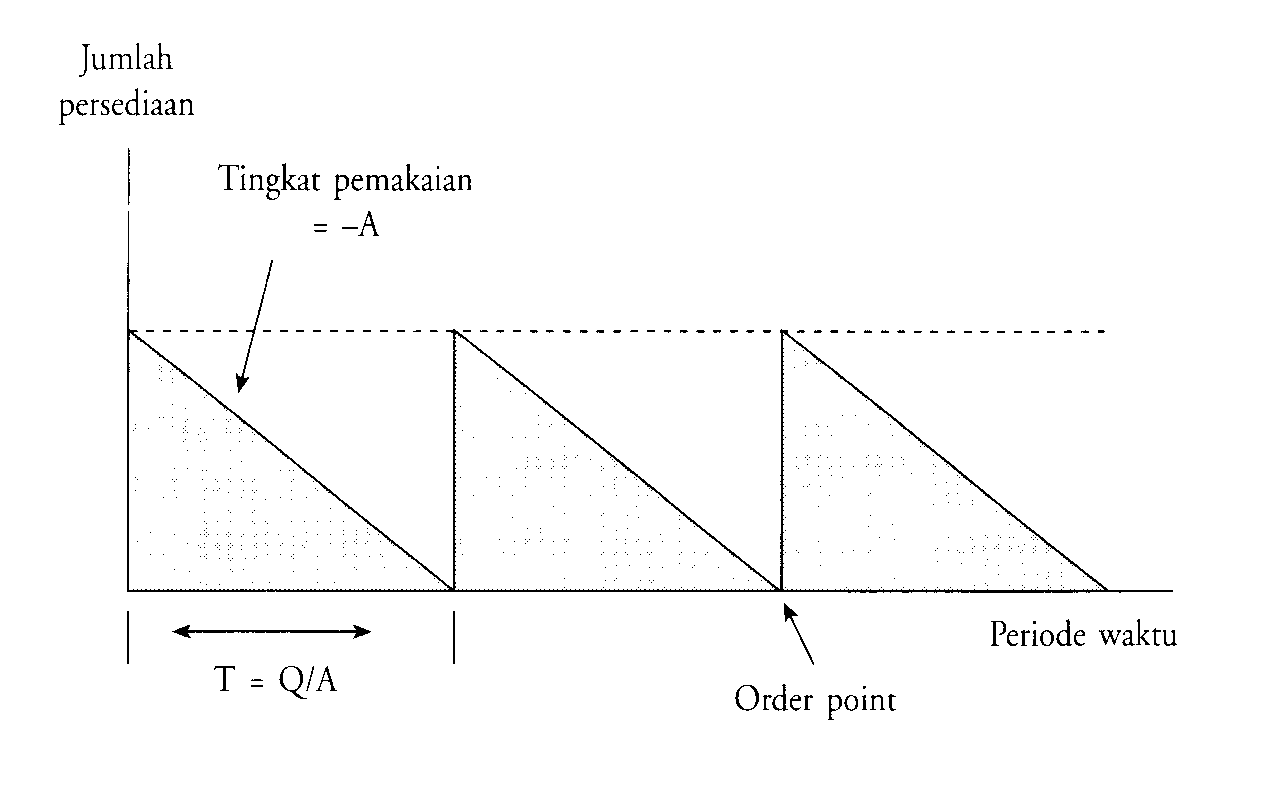 Jumlah
persediaan
Tingkat pemakaian
= –A
T = Q/A
Periode waktu
Order point